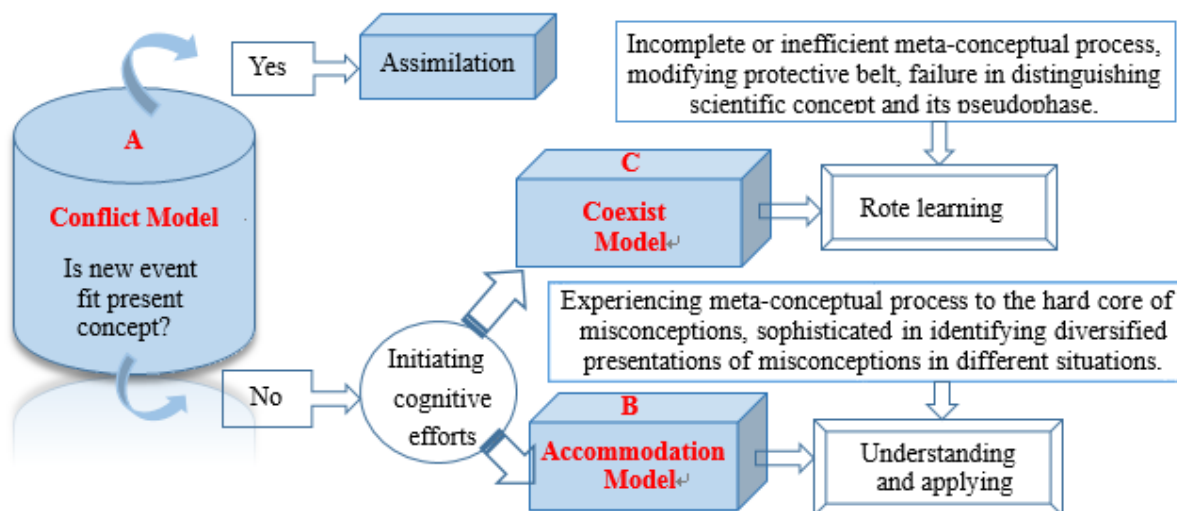 A
Conflict Model
Is new event
fit present
concept?
Yes
Assimilation
No
Initiating
cognitive
efforts
Incomplete or inefficient meta-conceptual process,
modifying protective belt, failure in distinguishing
scientific concept and its pseudophase.
C
Coexist
Model↵
Rote learning
Experiencing meta-conceptual process to the hard core of
misconceptions, sophisticated in identifying diversified
presentations of misconceptions in different situations.
B
Accommodation
Model↵
Understanding
and applying